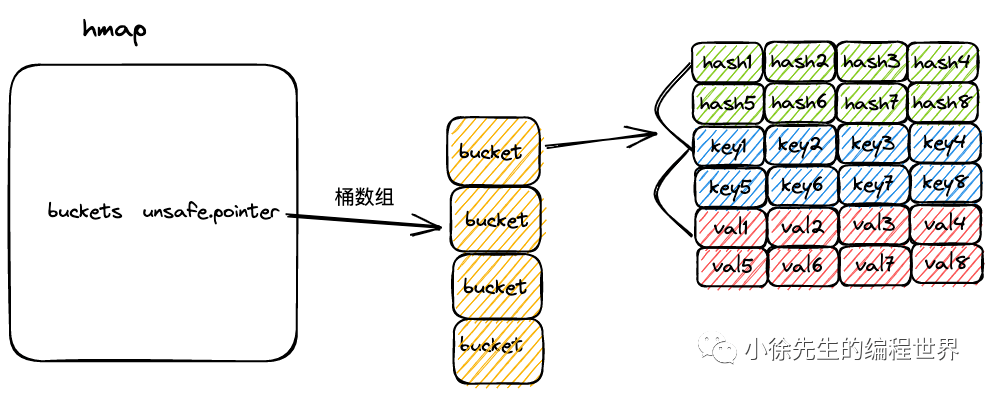 hmap
buckets unsafe.pointer
桶数组
bucket
bucket
bucket
bucket
hash1 hash2 hash3 hash4
hash5 hash6 hash7 hash8
key1 key2 key3 key4
key5 key6 key7 key8
val1 val2 val3 val4
val5 val6 val7 val8
小徐先生的编程世界